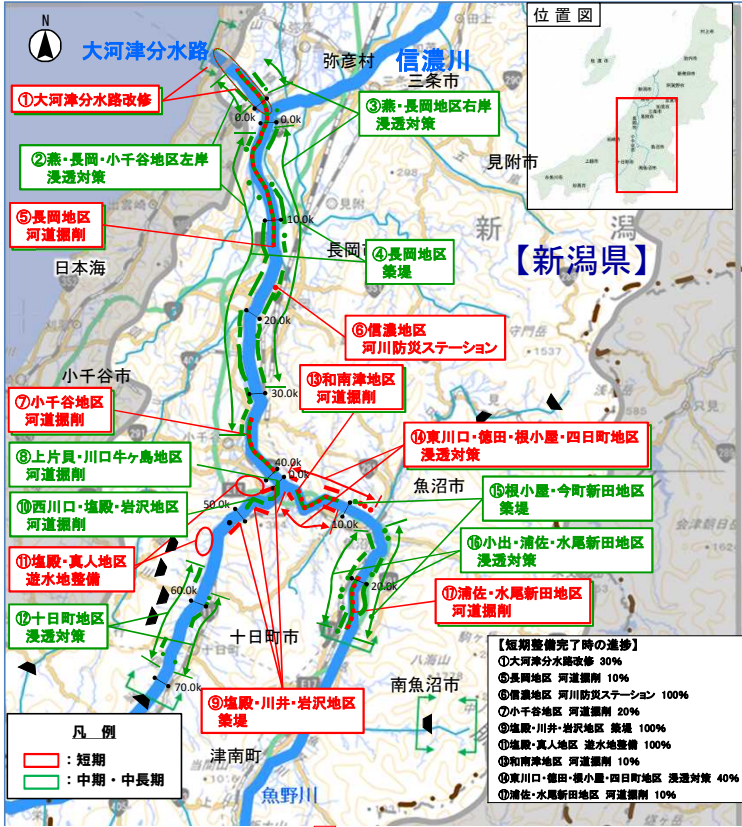 N
大河津分水路
信濃川
弥彦村
三条市
見附市
位置図
①大河津分水路改修
③燕・長岡地区右岸
浸透対策
0.0k
0.0k
②燕・長岡・小千谷地区左岸
浸透対策
⑤長岡地区
河道掘削
10.0k
長岡
④長岡地区
築堤
新
潟
【新潟県】
日本海
見附
20.0k
⑥信濃地区
河川防災ステーション
守門岳
1537
小千谷市
30.0k
⑬和南津地区
河道掘削
⑦小千谷地区
河道掘削
小千谷
⑭東川口・徳田・根小屋・四日町地区
浸透対策
⑧上片貝・川口牛ヶ島地区
河道掘削
40.0k
0.0k
魚沼市
⑮根小屋・今町新田地区
築堤
⑩西川口・塩殿・岩沢地区
河道掘削
50.0k
10.0k
⑯小出・浦佐・水尾新田地区
浸透対策
会津朝日岳
⑪塩殿・真人地区
遊水地整備
60.0k
20.0k
⑰浦佐・水尾新田地区
河道掘削
⑫十日町地区
浸透対策
十日町市
十日町
八海山
南魚沼市
70.0k
E17
⑨塩殿・川井・岩沢地区
築堤
津南町
魚野川
凡 例
：短期
：中期・中長期
【短期整備完了時の進捗】
①大河津分水路改修 30%
⑤長岡地区 河道掘削 10%
⑥信濃地区 河川防災ステーション 100%
⑦小千谷地区 河道掘削 20%
⑨塩殿・川井・岩沢地区 築堤 100%
⑪塩殿・真人地区 遊水地整備 100%
⑬和南津地区 河道掘削 10%
⑭東川口・徳田・根小屋・四日町地区 浸透対策 40%
⑰浦佐・水尾新田地区 河道掘削 10%